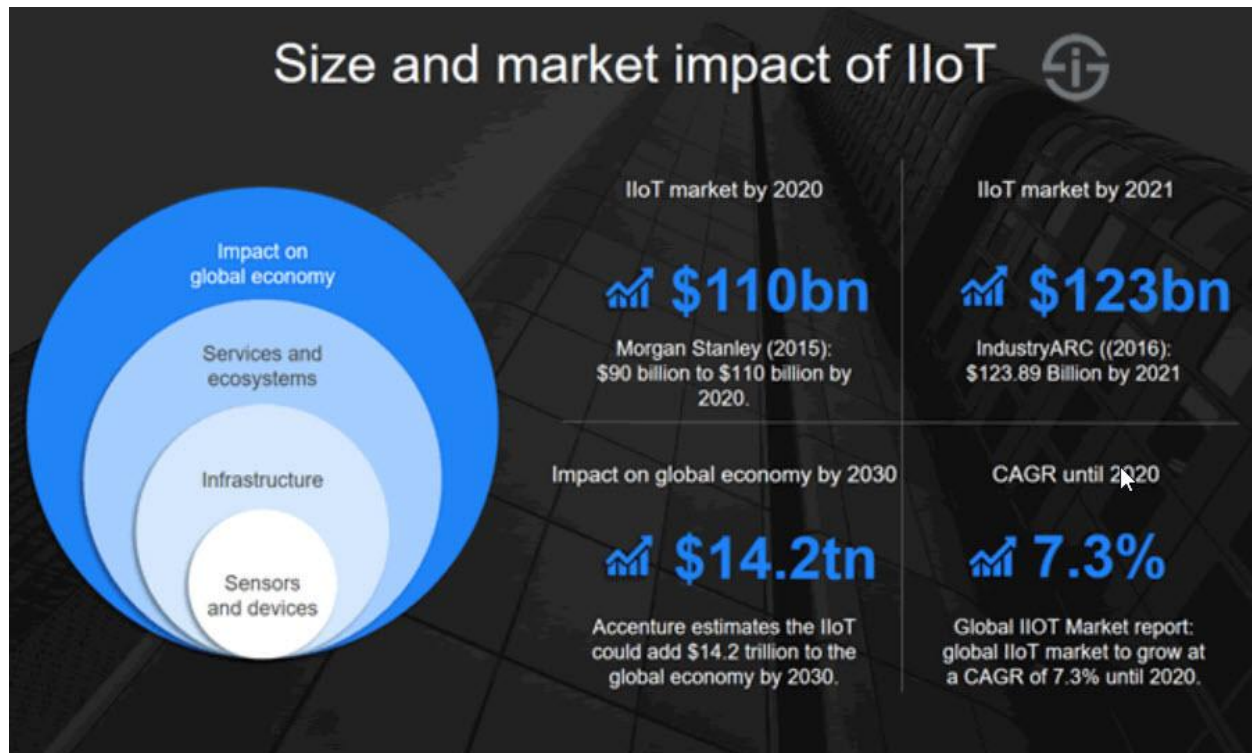 Size and market impact of IIoT
Impact on
global economy
Services and
ecosystems
Infrastructure
Sensors
and devices
IIoT market by 2020
$110bn
Morgan Stanley (2015):
$90 billion to $110 billion by
2020.
IIoT market by 2021
$123bn
IndustryARC ((2016):
$123.89 Billion by 2021
Impact on global economy by 2030
$14.2tn
Accenture estimates the IIoT
could add $14.2 trillion to the
global economy by 2030.
CAGR until 2020
7.3%
Global IIOT Market report:
global IIoT market to grow at
a CAGR of 7.3% until 2020.